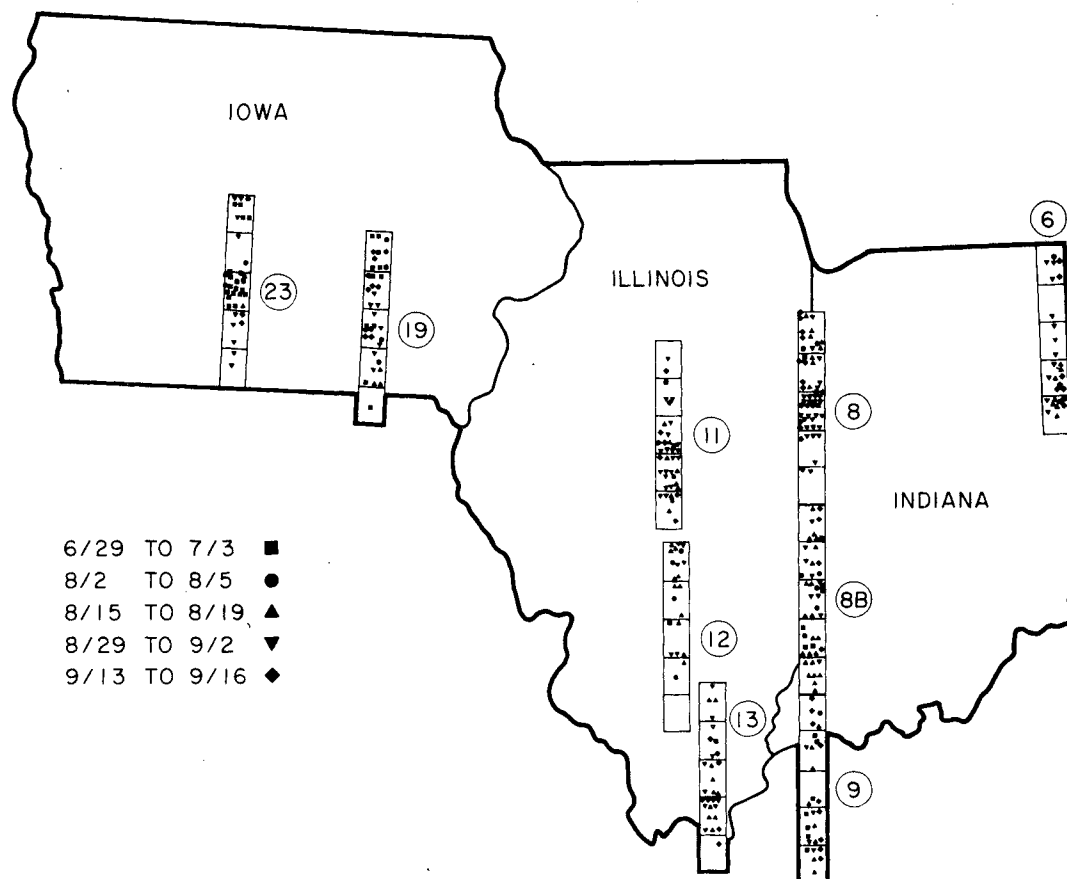 IOWA
6
ILLINOIS
23
19
8
11
INDIANA
6/29 TO 7/3 ■
8/2 TO 8/5 ●
8/15 TO 8/19 ▲
8/29 TO 9/2 ▼
9/13 TO 9/16 ◆
8B
12
13
9